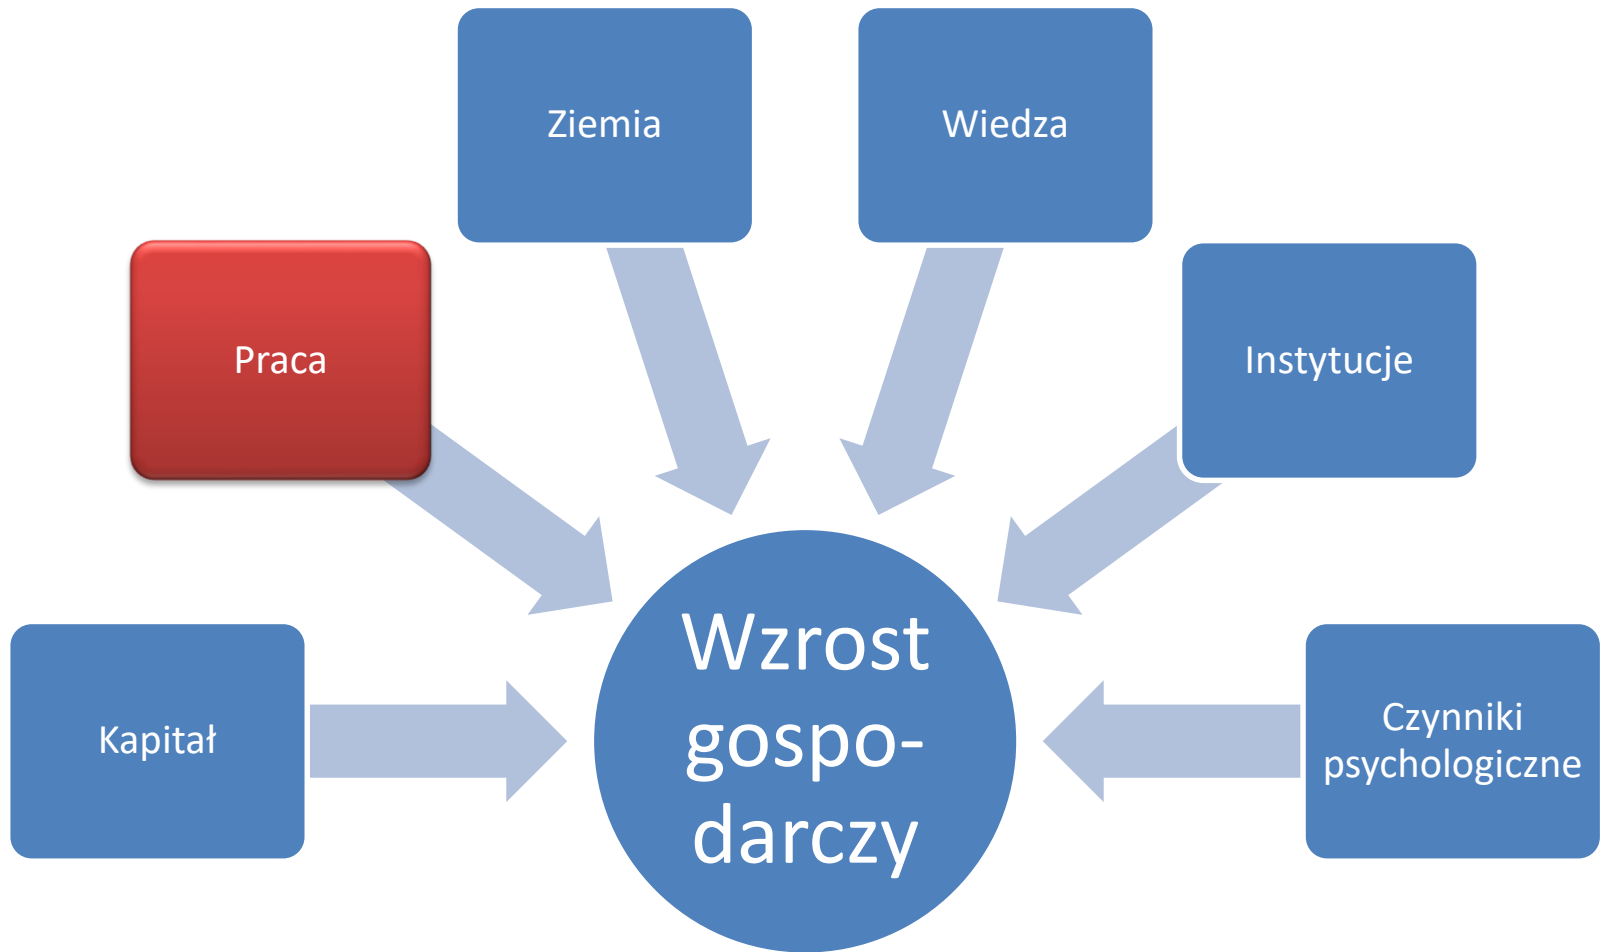 Ziemia
Wiedza
Praca
Instytucje
Kapitał
Wzrost
gospo-
darczy
Czynniki
psychologiczne